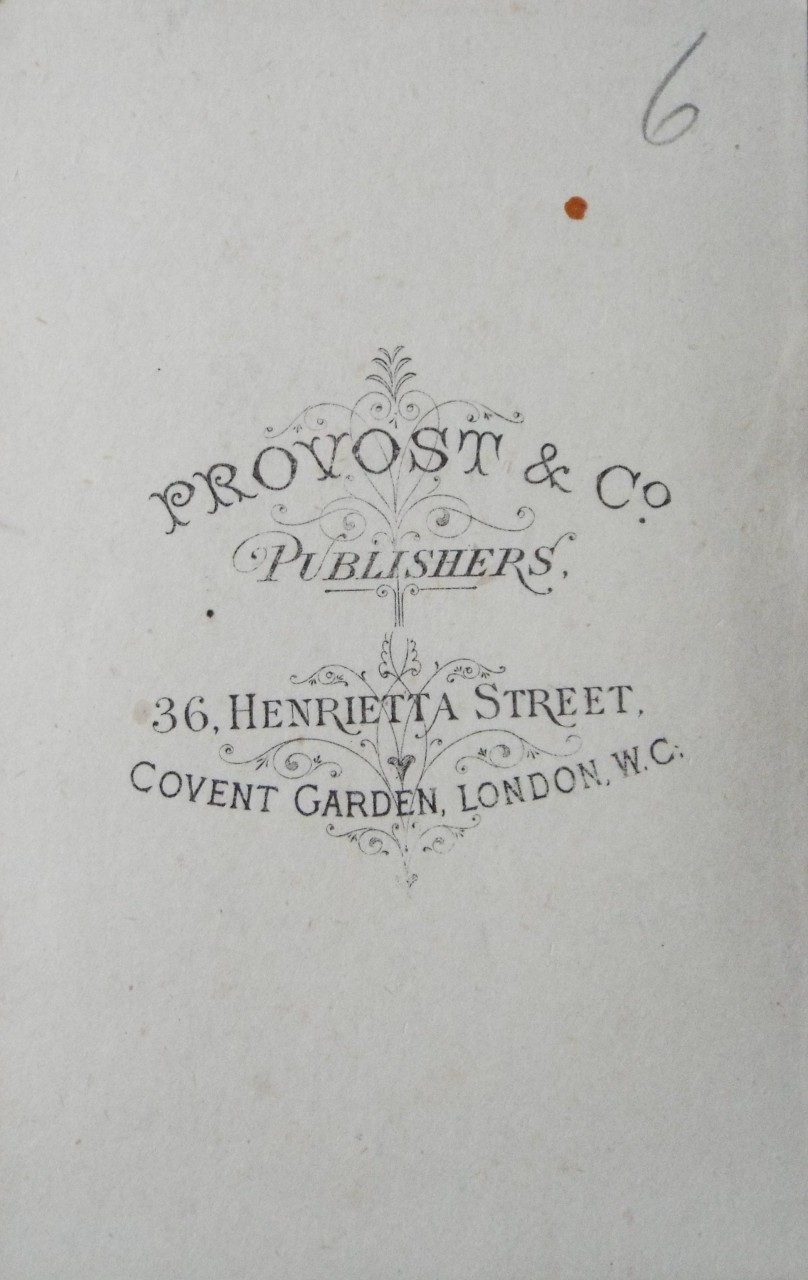 6
PROVOST & Co.
PUBLISHERS,
36, HENRIETTA STREET,
COVENT GARDEN, LONDON, W.C.